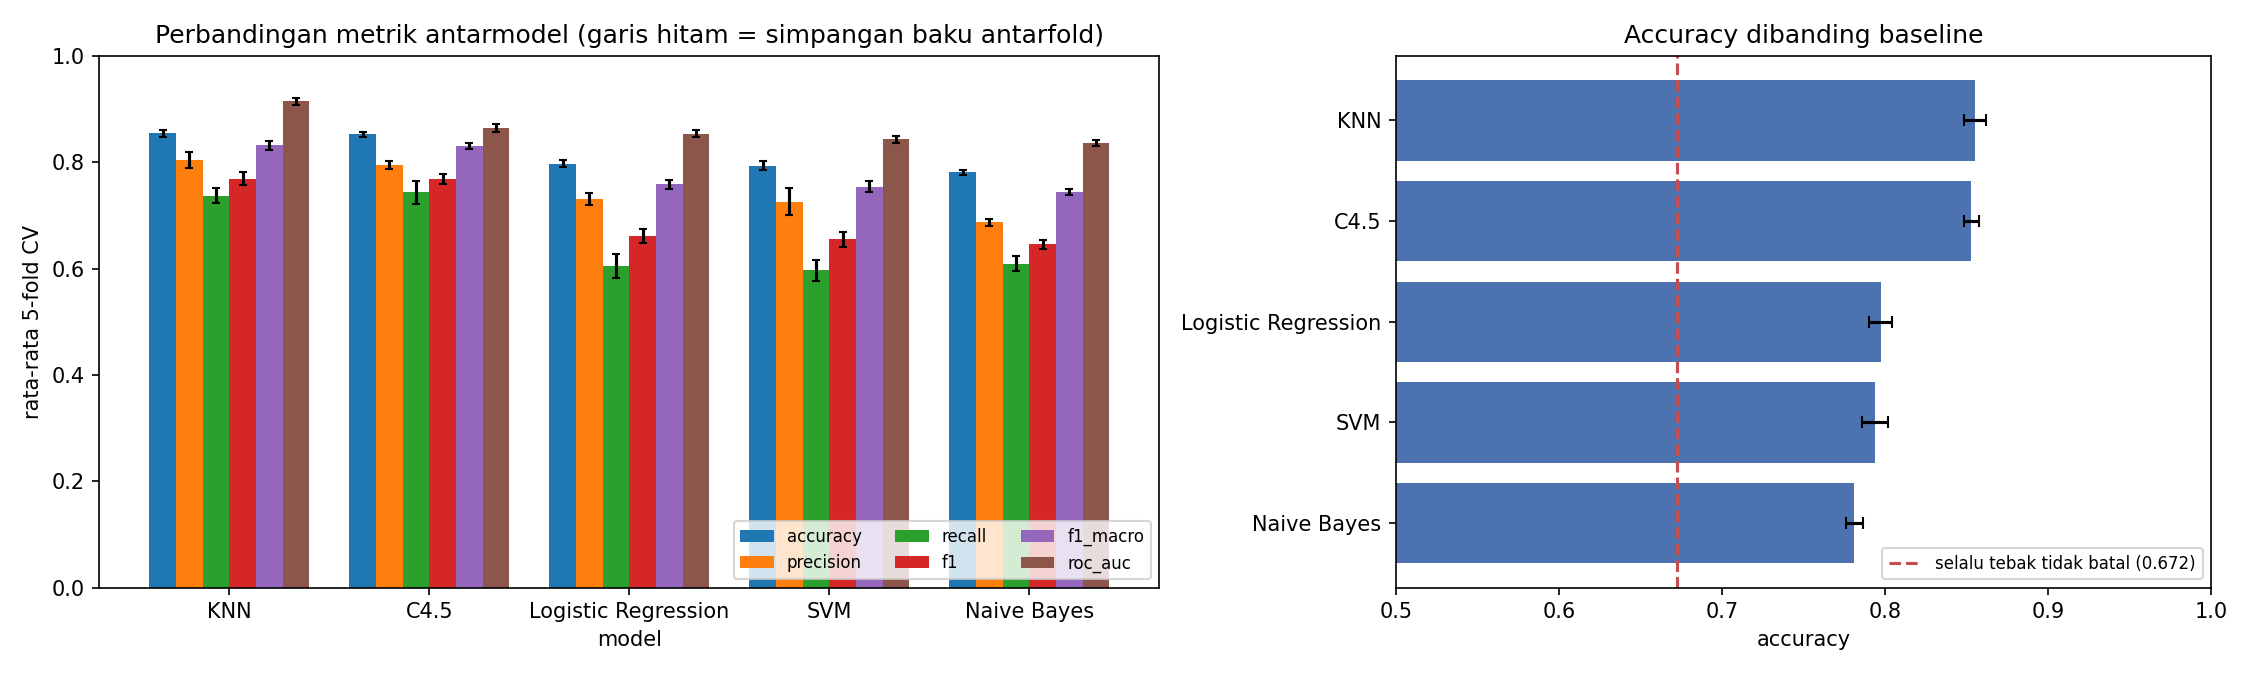 Perbandingan metrik antarmodel (garis hitam = simpangan baku antarfold)
rata-rata 5-fold CV
1.0
0.8
0.6
0.4
0.2
0.0
accuracy
precision
recall
f1
f1_macro
roc_auc
KNN
C4.5
Logistic Regression
SVM
Naive Bayes
model
Accuracy dibanding baseline
KNN
C4.5
Logistic Regression
SVM
Naive Bayes
selalu tebak tidak batal (0.672)
0.5
0.6
0.7
0.8
0.9
1.0
accuracy